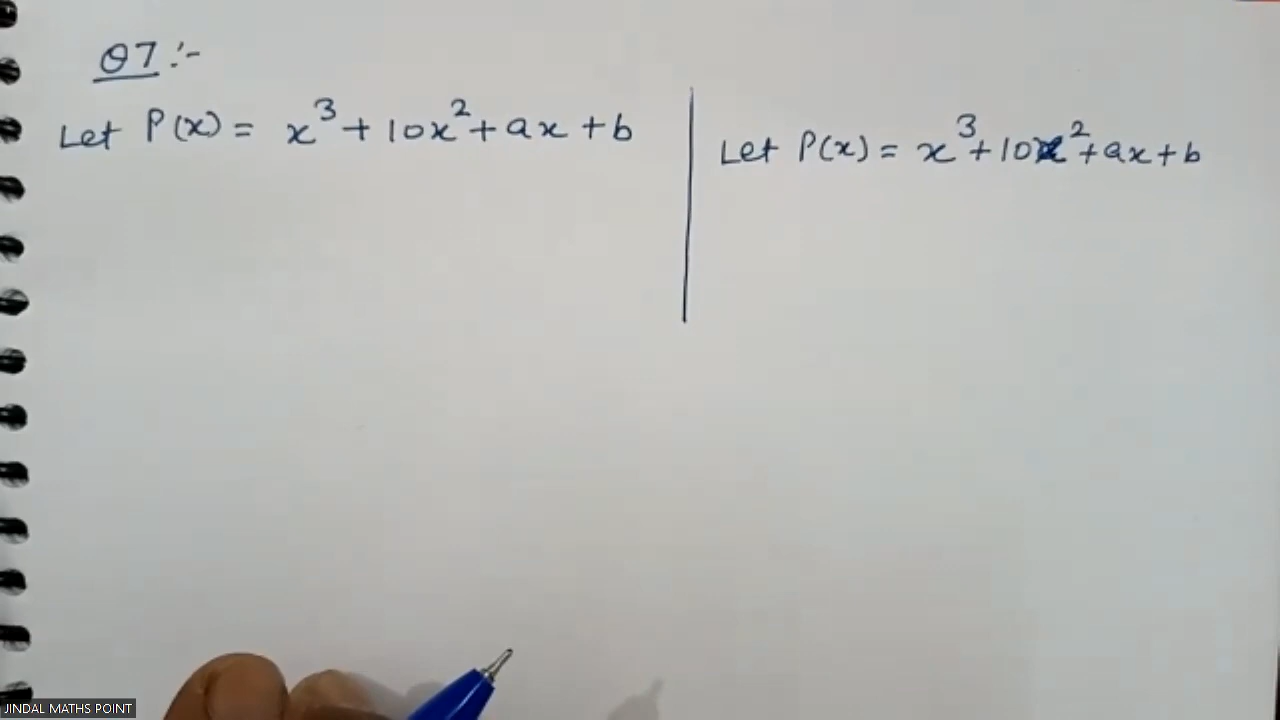 Q7 :-
Let P(x) = x³ + 10x² + ax + b
Let P(x) = x³ + 10x² + ax + b
JINDAL MATHS POINT